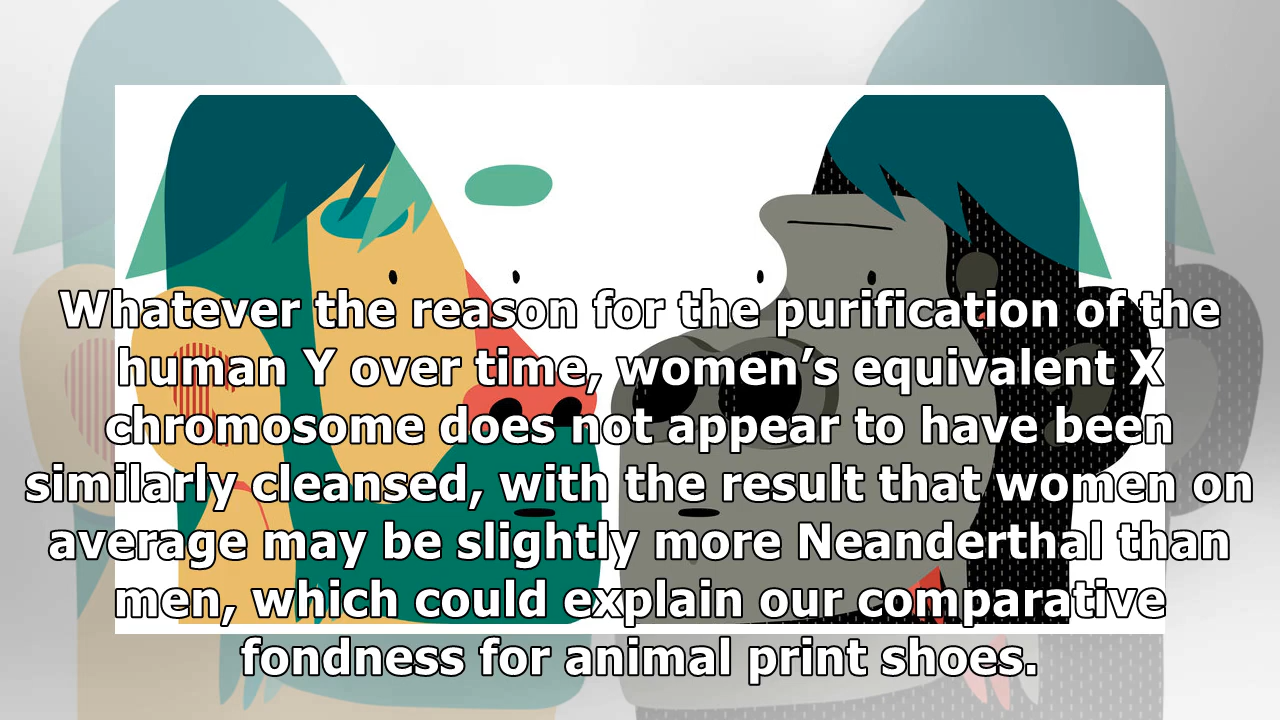 Whatever the reason for the purification of the
human Y over time, women’s equivalent X
chromosome does not appear to have been
similarly cleansed, with the result that women on
average may be slightly more Neanderthal than
men, which could explain our comparative
fondness for animal print shoes.